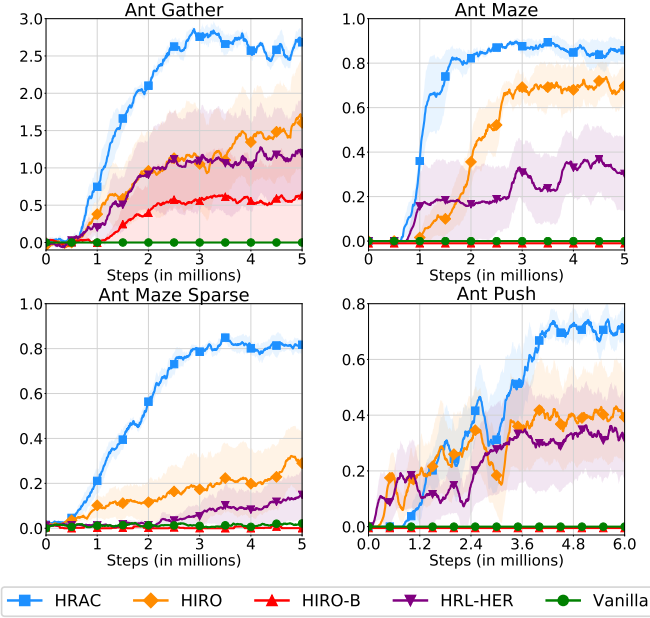 Ant Gather
3.0
2.5
2.0
1.5
1.0
0.5
0.0
0 1 2 3 4 5
Steps (in millions)
Ant Maze
1.0
0.8
0.6
0.4
0.2
0.0
0 1 2 3 4 5
Steps (in millions)
Ant Maze Sparse
1.0
0.8
0.6
0.4
0.2
0.0
0 1 2 3 4 5
Steps (in millions)
Ant Push
0.8
0.6
0.4
0.2
0.0
0.0 1.2 2.4 3.6 4.8 6.0
Steps (in millions)
HRAC HIRO HIRO-B HRL-HER Vanilla